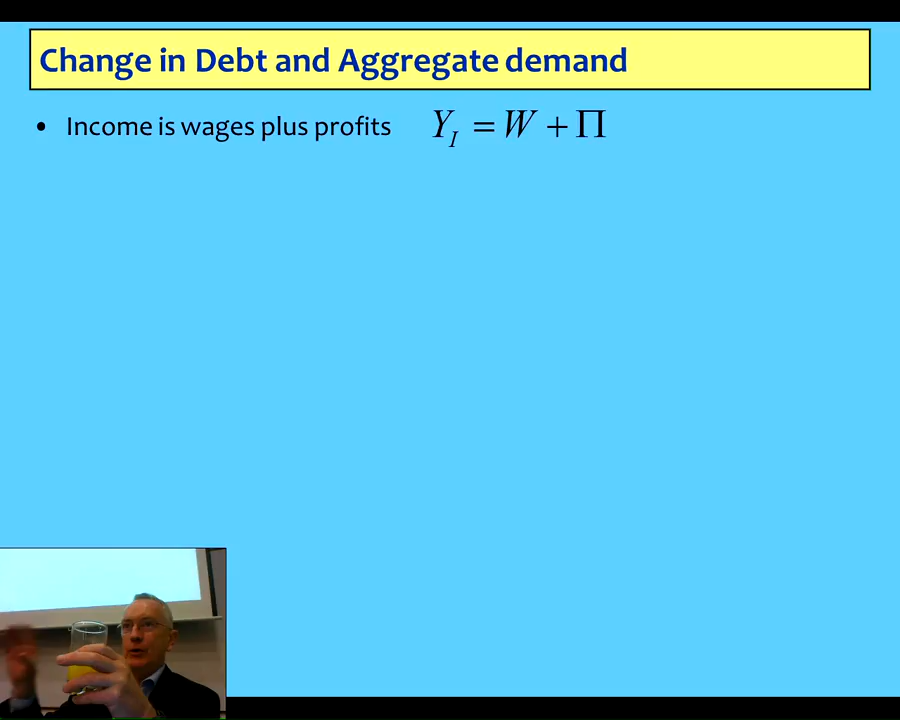 Change in Debt and Aggregate demand
• Income is wages plus profits Y_I = W + Π